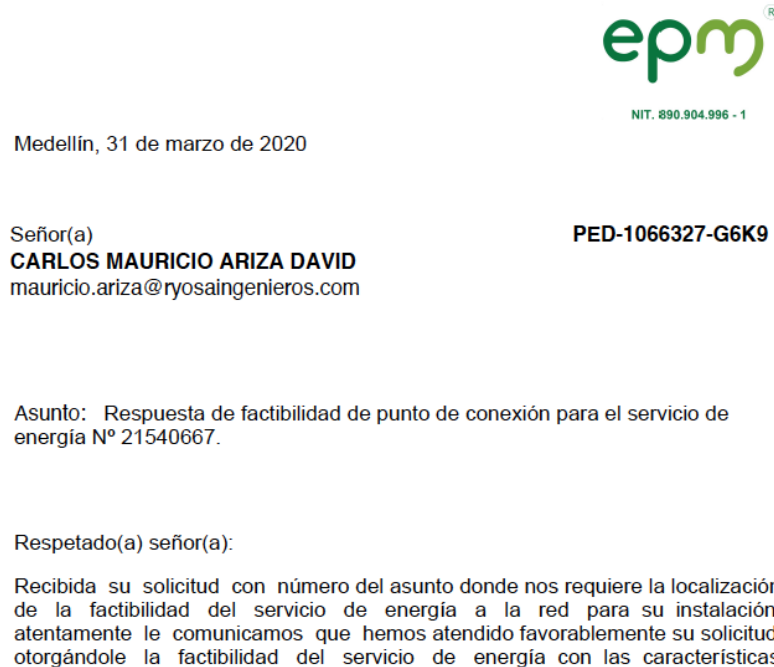 epm
R
NIT. 890.904.996 - 1
Medellín, 31 de marzo de 2020
Señor(a) PED-1066327-G6K9
CARLOS MAURICIO ARIZA DAVID
mauricio.ariza@ryosaingenieros.com
Asunto: Respuesta de factibilidad de punto de conexión para el servicio de
energía Nº 21540667.
Respetado(a) señor(a):
Recibida su solicitud con número del asunto donde nos requiere la localización
de la factibilidad del servicio de energía a la red para su instalación
atentamente le comunicamos que hemos atendido favorablemente su solicitud
otorgándole la factibilidad del servicio de energía con las características